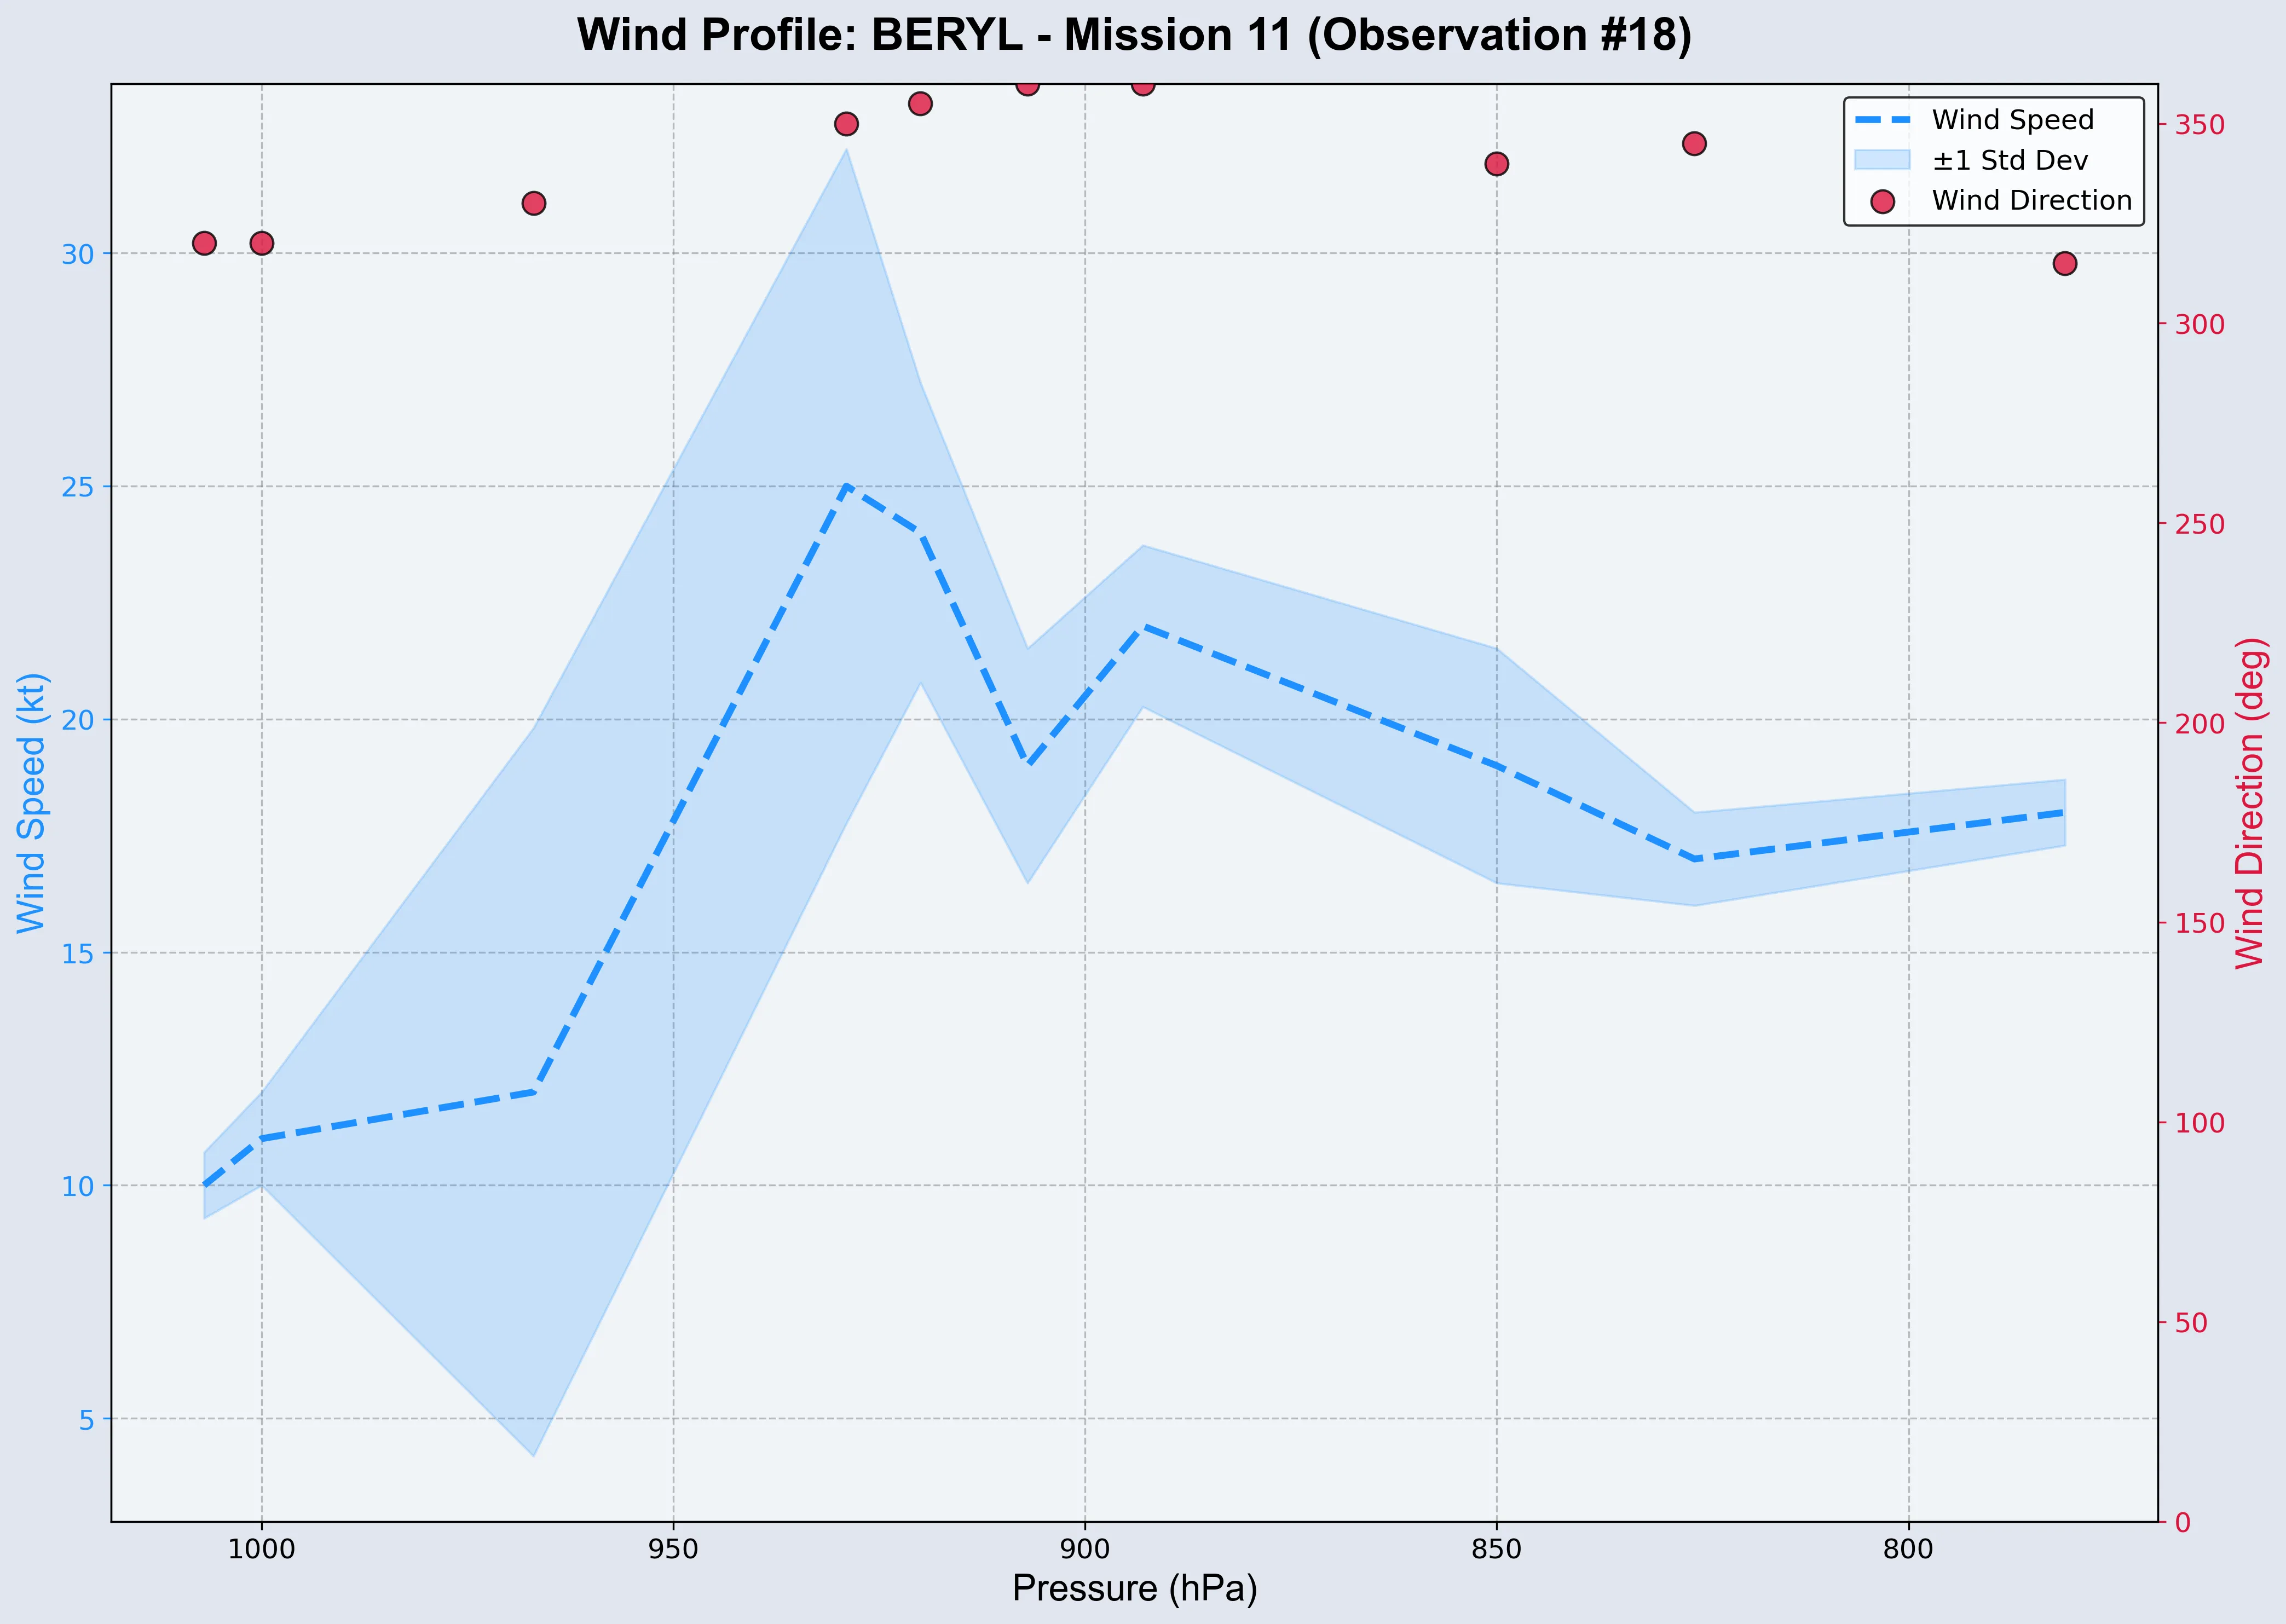 Wind Profile: BERYL - Mission 11 (Observation #18)
Wind Speed
±1 Std Dev
Wind Direction
Wind Speed (kt)
30
25
20
15
10
5
350
300
250
200
150
100
50
0
Wind Direction (deg)
1000 950 900 850 800
Pressure (hPa)